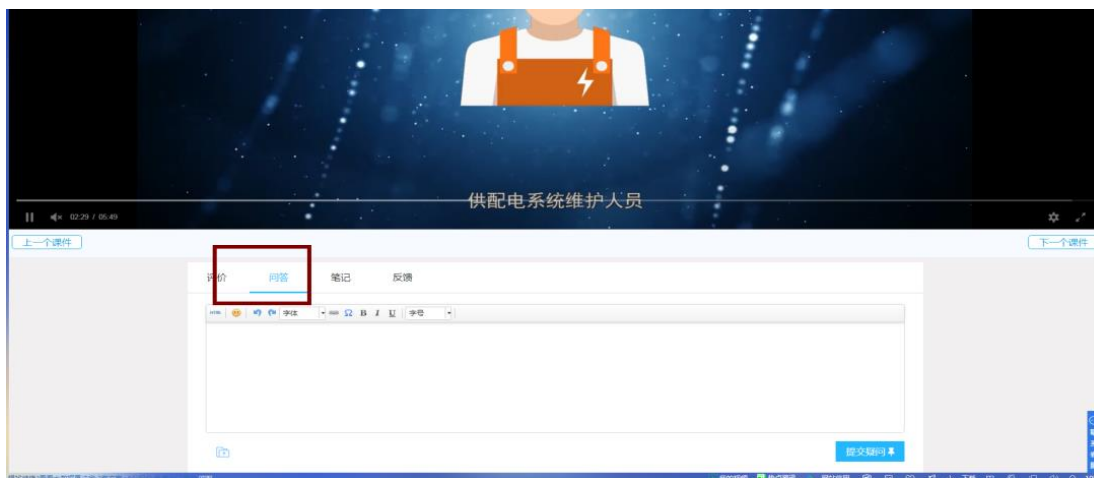 供配电系统维护人员
02:29 / 05:49
上一个课件
下一个课件
评价 问答 笔记 反馈
HTML 字体 Ω B I U 字号
提交疑问